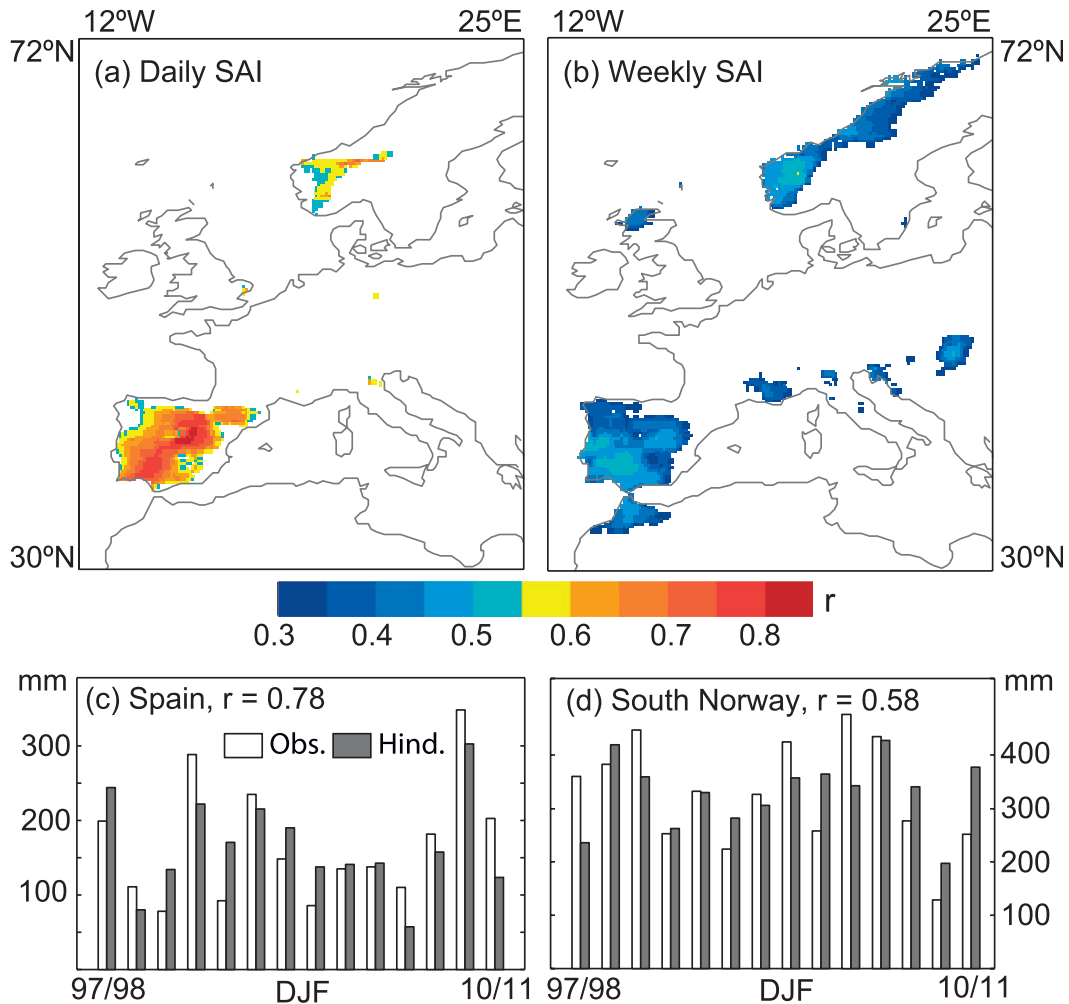 12ºW 25ºE 12ºW 25ºE
72ºN (a) Daily SAI (b) Weekly SAI 72ºN
30ºN 30ºN
r
0.3 0.4 0.5 0.6 0.7 0.8
mm (c) Spain, r = 0.78 (d) South Norway, r = 0.58 mm
Obs. Hind.
300 400
200 300
100 200
100
97/98 DJF 10/11 97/98 DJF 10/11